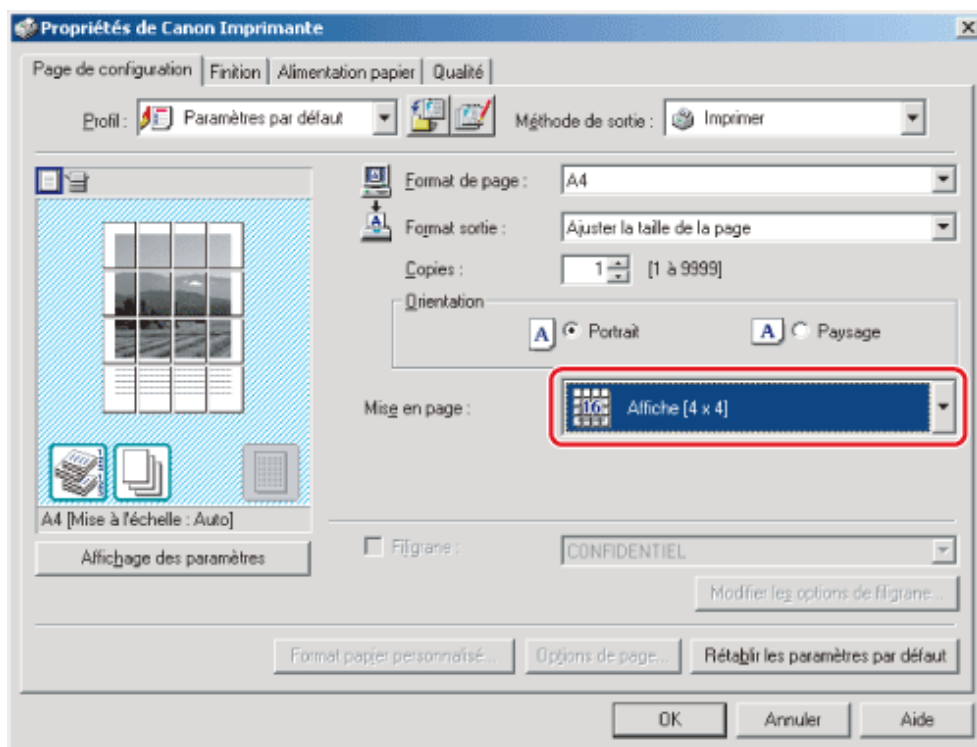 Propriétés de Canon Imprimante
Page de configuration Finition Alimentation papier Qualité
Profil : Paramètres par défaut Méthode de sortie : Imprimer
Format de page : A4
Format sortie : Ajuster la taille de la page
Copies : 1 [1 à 9999]
Orientation
A Portrait A Paysage
Mise en page : 16 Affiche [4 x 4]
A4 [Mise à l'échelle : Auto]
Affichage des paramètres
Filigrane : CONFIDENTIEL
Modifier les options de filigrane...
Format papier personnalisé... Options de page... Rétablir les paramètres par défaut
OK Annuler Aide